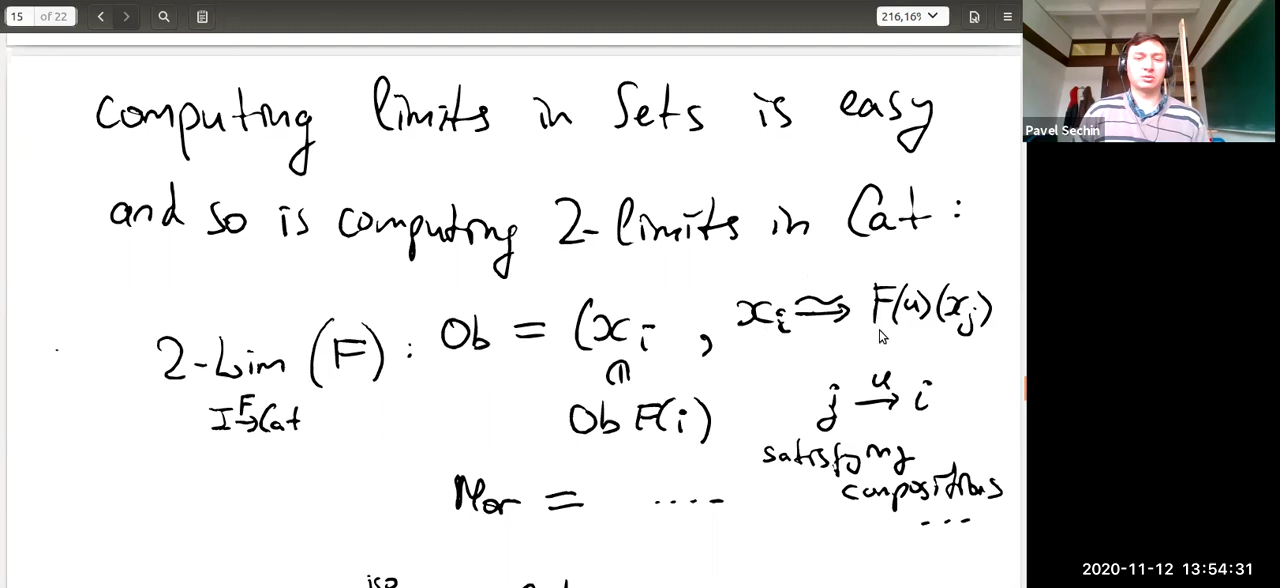 15 of 22
216,16%
Pavel Sechin
computing limits in Sets is easy
and so is computing 2-limits in Cat :
2-Lim (F) : Ob = (x_i , x_i ≃→ F(u)(x_j)
I F→ Cat
Ob F(i))
j u→ i
satisfying
compositions
...
Mor = ....
iso
2020-11-12 13:54:31